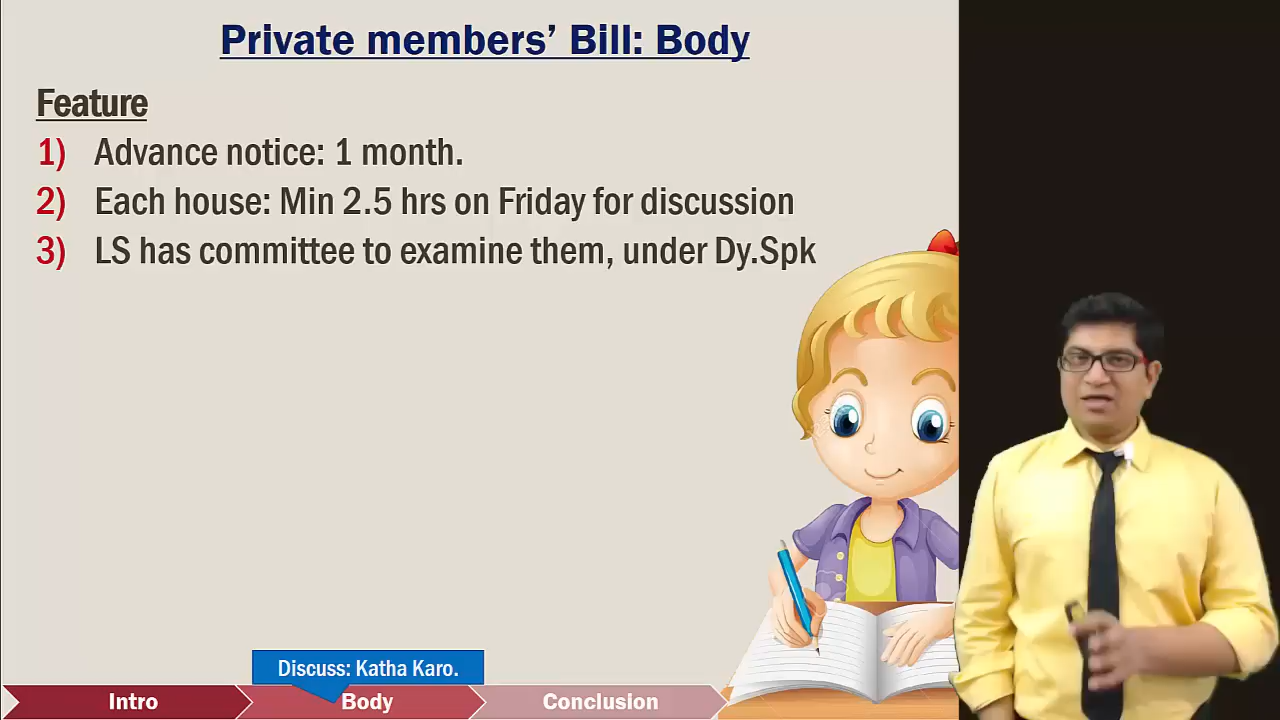 Private members’ Bill: Body
Feature
1) Advance notice: 1 month.
2) Each house: Min 2.5 hrs on Friday for discussion
3) LS has committee to examine them, under Dy.Spk
Discuss: Katha Karo.
Intro
Body
Conclusion